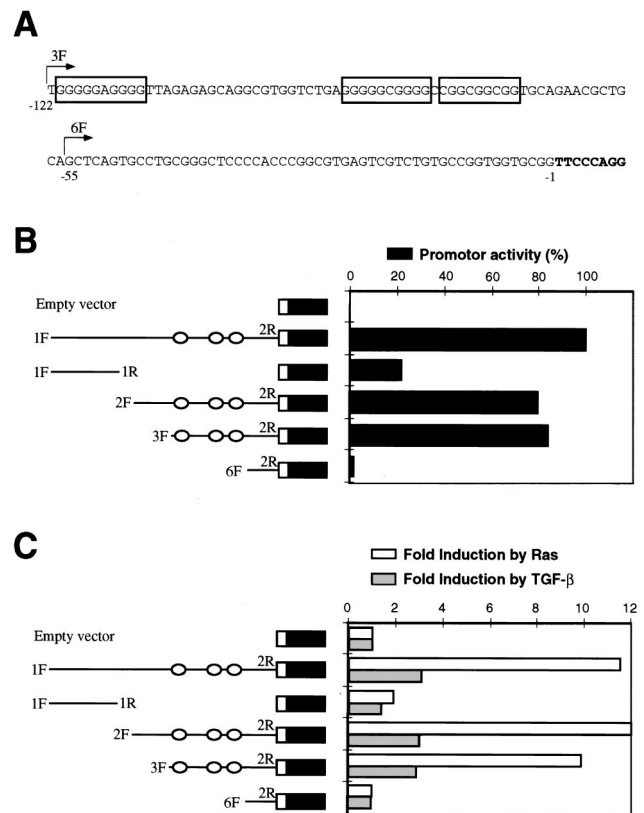 A
3F
TGGGGGAGGGGTTAGAGAGCAGGCGTGGTCTGAGGGGGCGGGGCCGGCGGCGGTGCAGAACGCTG
-122
6F
CAGCTCAGTGCCTGCGGGCTCCCCACCCGGCGTGAGTCGTCTGTGCCGGTGGTGCGGTTCCCAGG
-55 -1
B
Promotor activity (%)
0 20 40 60 80 100
Empty vector
1F 2R
1F 1R
2F 2R
3F 2R
6F 2R
C
Fold Induction by Ras
Fold Induction by TGF-β
0 2 4 6 8 10 12
Empty vector
1F 2R
1F 1R
2F 2R
3F 2R
6F 2R